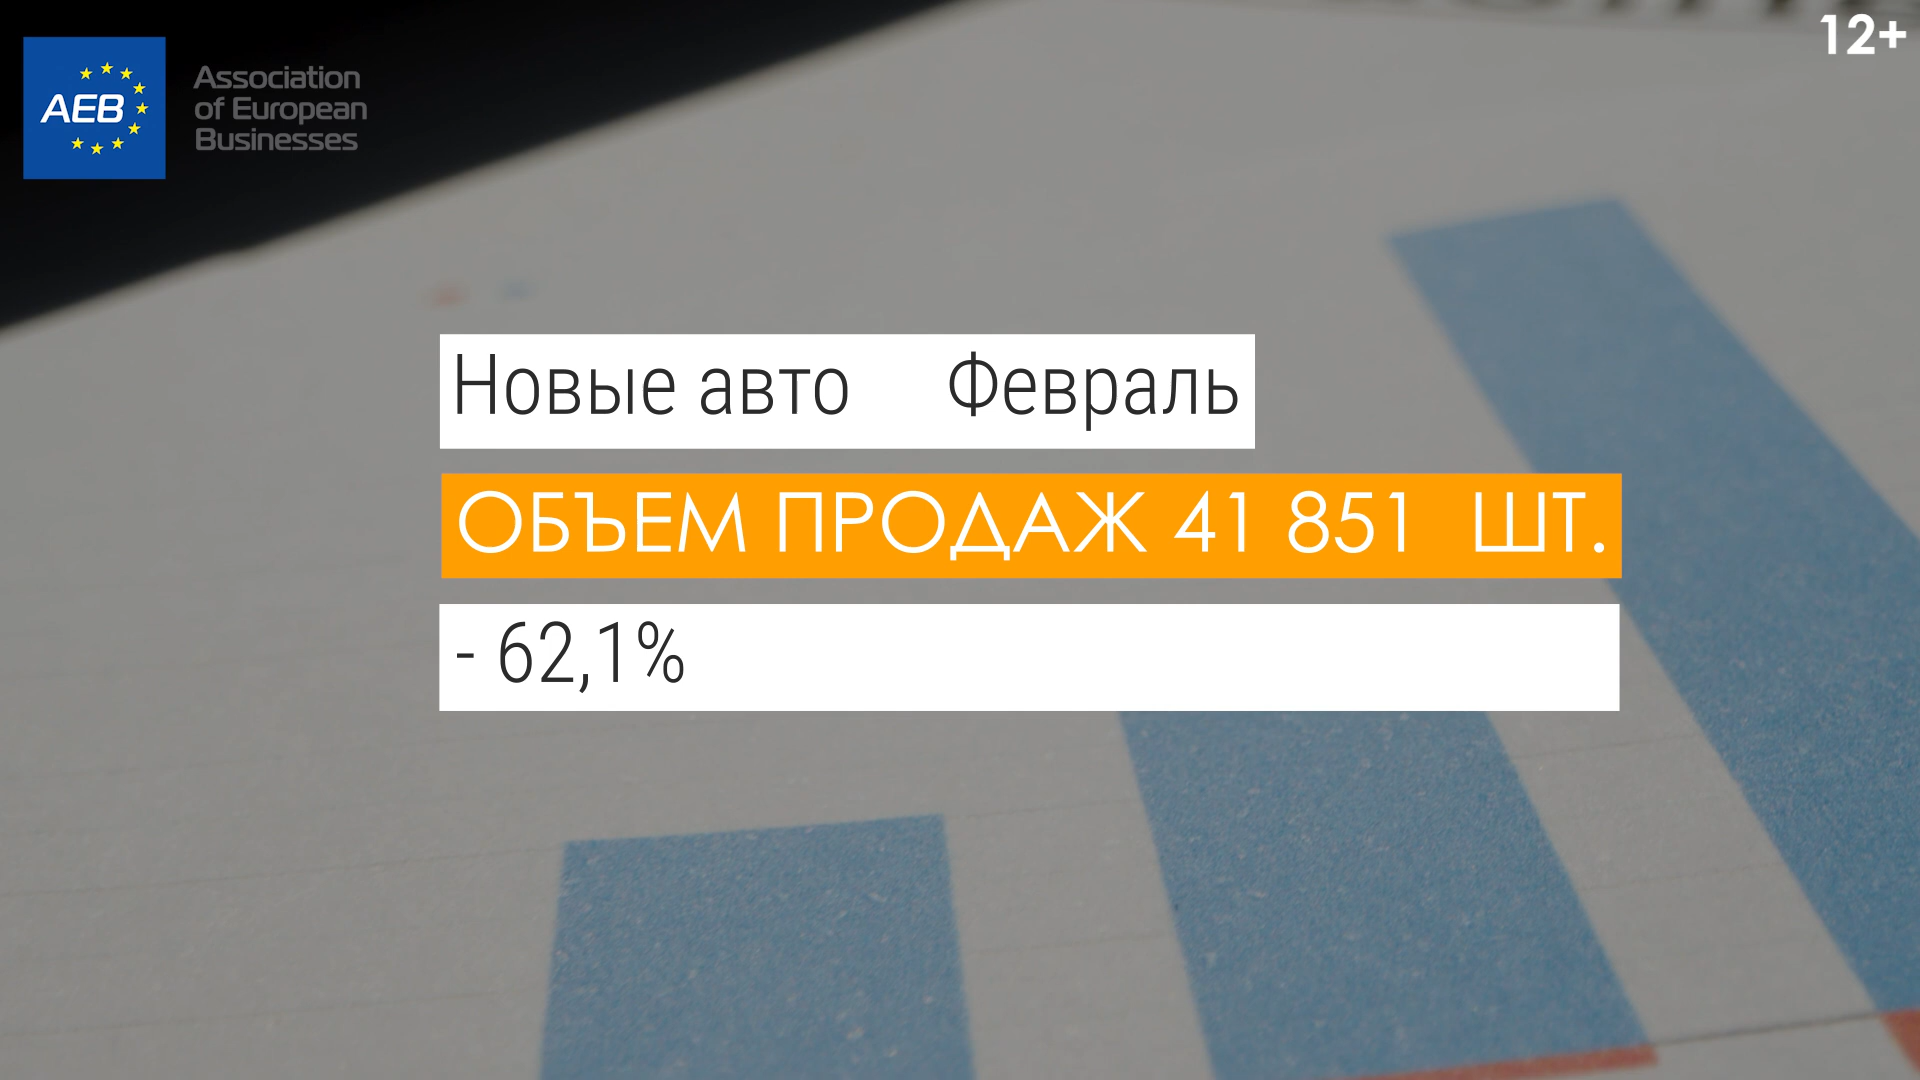 AEB
Association
of European
Businesses
12+
Новые авто Февраль
ОБЪЕМ ПРОДАЖ 41 851 ШТ.
- 62,1%